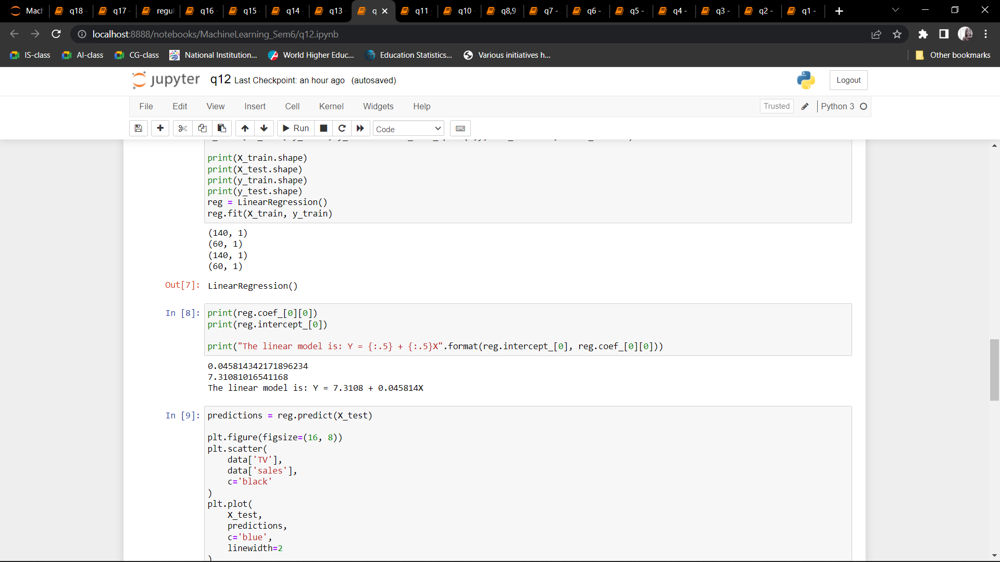 Mach q18 - q17 - regul q16 - q15 - q14 - q13 - q q11 - q10 - q8,9 q7 - q6 - q5 - q4 - q3 - q2 - q1 -
localhost:8888/notebooks/MachineLearning_Sem6/q12.ipynb
IS-class AI-class CG-class National Institution... World Higher Educ... Education Statistics... Various initiatives h... Other bookmarks
jupyter q12 Last Checkpoint: an hour ago (autosaved) Logout
File Edit View Insert Cell Kernel Widgets Help Trusted Python 3
Run Code
print(X_train.shape)
print(X_test.shape)
print(y_train.shape)
print(y_test.shape)
reg = LinearRegression()
reg.fit(X_train, y_train)
(140, 1)
(60, 1)
(140, 1)
(60, 1)
Out[7]: LinearRegression()
In [8]: print(reg.coef_[0][0])
print(reg.intercept_[0])
print("The linear model is: Y = {:.5} + {:.5}X".format(reg.intercept_[0], reg.coef_[0][0]))
0.045814342171896234
7.31081016541168
The linear model is: Y = 7.3108 + 0.045814X
In [9]: predictions = reg.predict(X_test)
plt.figure(figsize=(16, 8))
plt.scatter(
data['TV'],
data['sales'],
c='black'
)
plt.plot(
X_test,
predictions,
c='blue',
linewidth=2
)